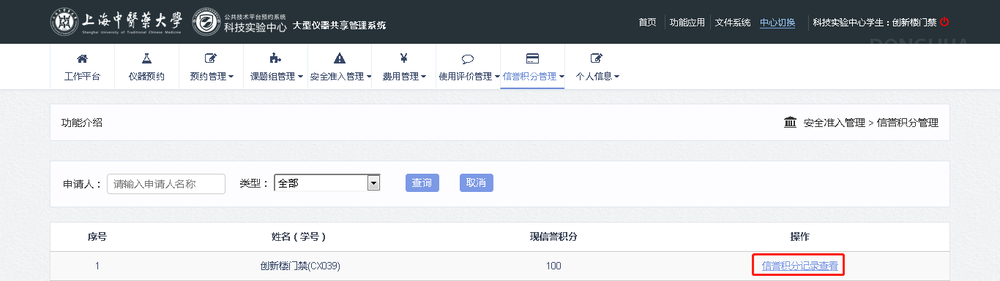 上海中醫藥大學
Shanghai University of Traditional Chinese Medicine
公共技术平台预约系统
科技实验中心
大型仪器共享管理系统
首页 功能应用 文件系统 中心切换 科技实验中心学生：创新楼门禁
DONGHUA
工作平台 仪器预约 预约管理 课题组管理 安全准入管理 费用管理 使用评价管理 信誉积分管理 个人信息
功能介绍 安全准入管理 > 信誉积分管理
申请人： 请输入申请人名称 类型： 全部 查询 取消
序号 姓名（学号） 现信誉积分 操作
1 创新楼门禁(CX039) 100 信誉积分记录查看